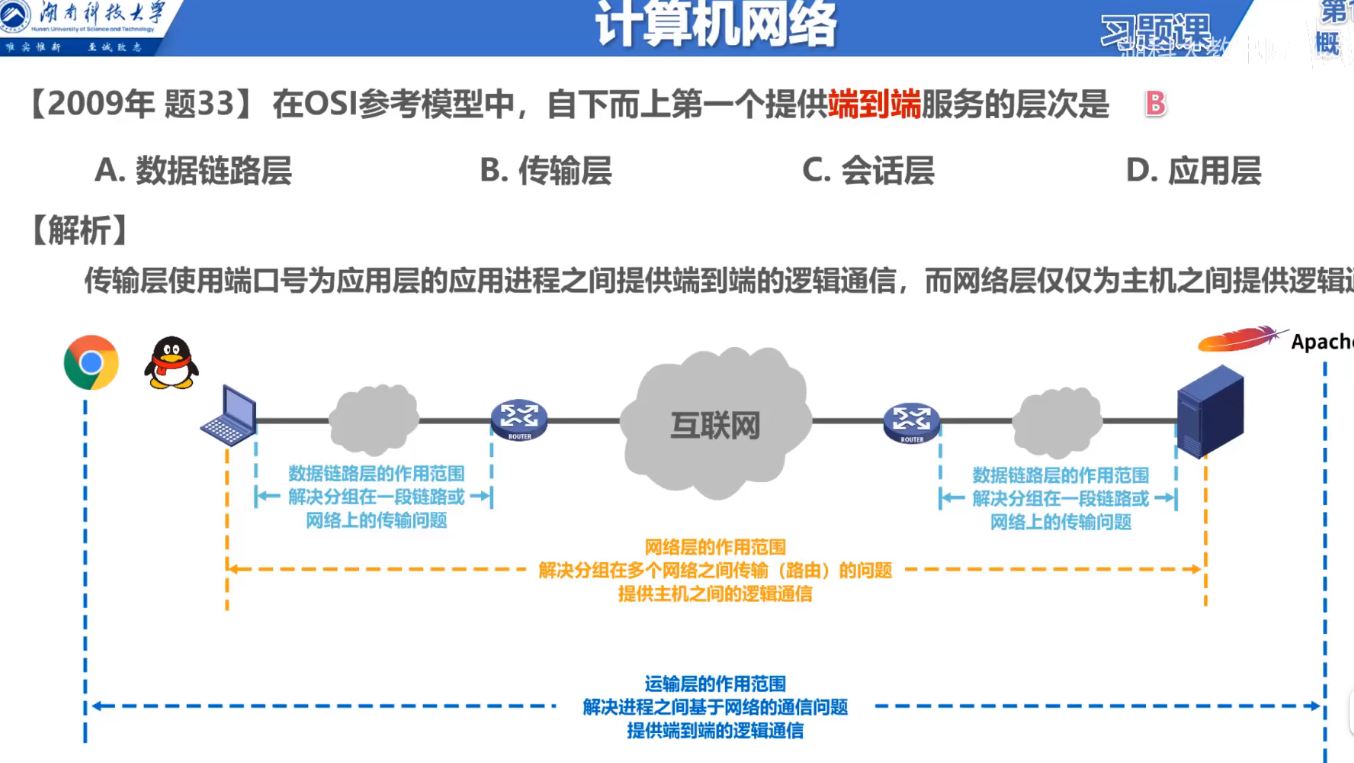 湖南科技大学
Hunan University of Science and Technology
唯实惟新 至诚致志
计算机网络
习题课
概
【2009年 题33】 在OSI参考模型中，自下而上第一个提供端到端服务的层次是 B
A. 数据链路层 B. 传输层 C. 会话层 D. 应用层
【解析】
传输层使用端口号为应用层的应用进程之间提供端到端的逻辑通信，而网络层仅仅为主机之间提供逻辑
Apache
互联网
ROUTER
ROUTER
数据链路层的作用范围
解决分组在一段链路或
网络上的传输问题
数据链路层的作用范围
解决分组在一段链路或
网络上的传输问题
网络层的作用范围
解决分组在多个网络之间传输（路由）的问题
提供主机之间的逻辑通信
运输层的作用范围
解决进程之间基于网络的通信问题
提供端到端的逻辑通信